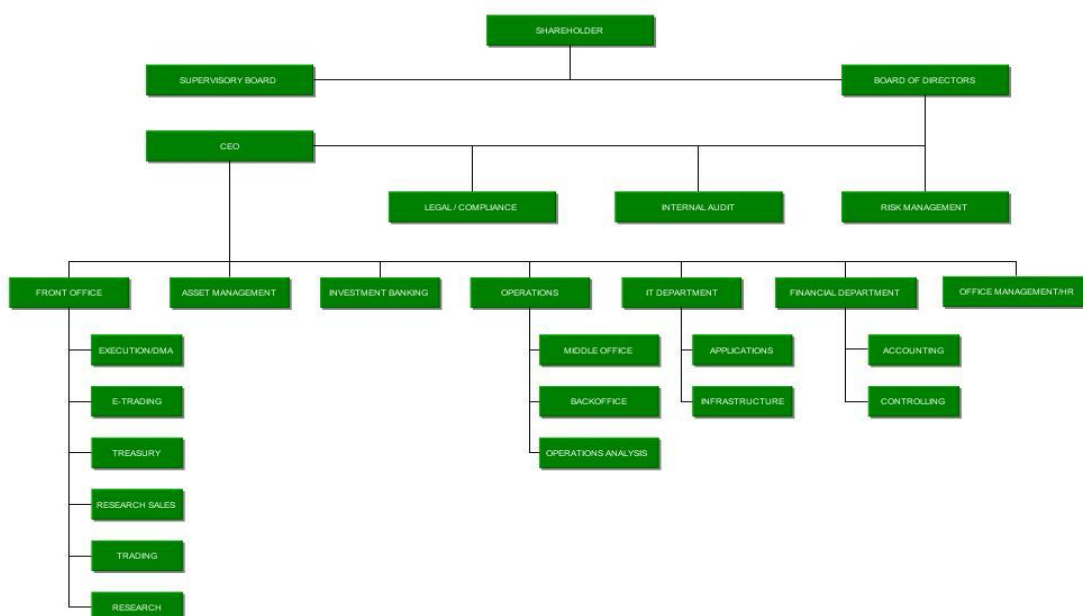 SHAREHOLDER
SUPERVISORY BOARD
BOARD OF DIRECTORS
CEO
LEGAL / COMPLIANCE
INTERNAL AUDIT
RISK MANAGEMENT
FRONT OFFICE
ASSET MANAGEMENT
INVESTMENT BANKING
OPERATIONS
IT DEPARTMENT
FINANCIAL DEPARTMENT
OFFICE MANAGEMENT/HR
EXECUTION/DMA
MIDDLE OFFICE
APPLICATIONS
ACCOUNTING
E-TRADING
BACKOFFICE
INFRASTRUCTURE
CONTROLLING
TREASURY
OPERATIONS ANALYSIS
RESEARCH SALES
TRADING
RESEARCH